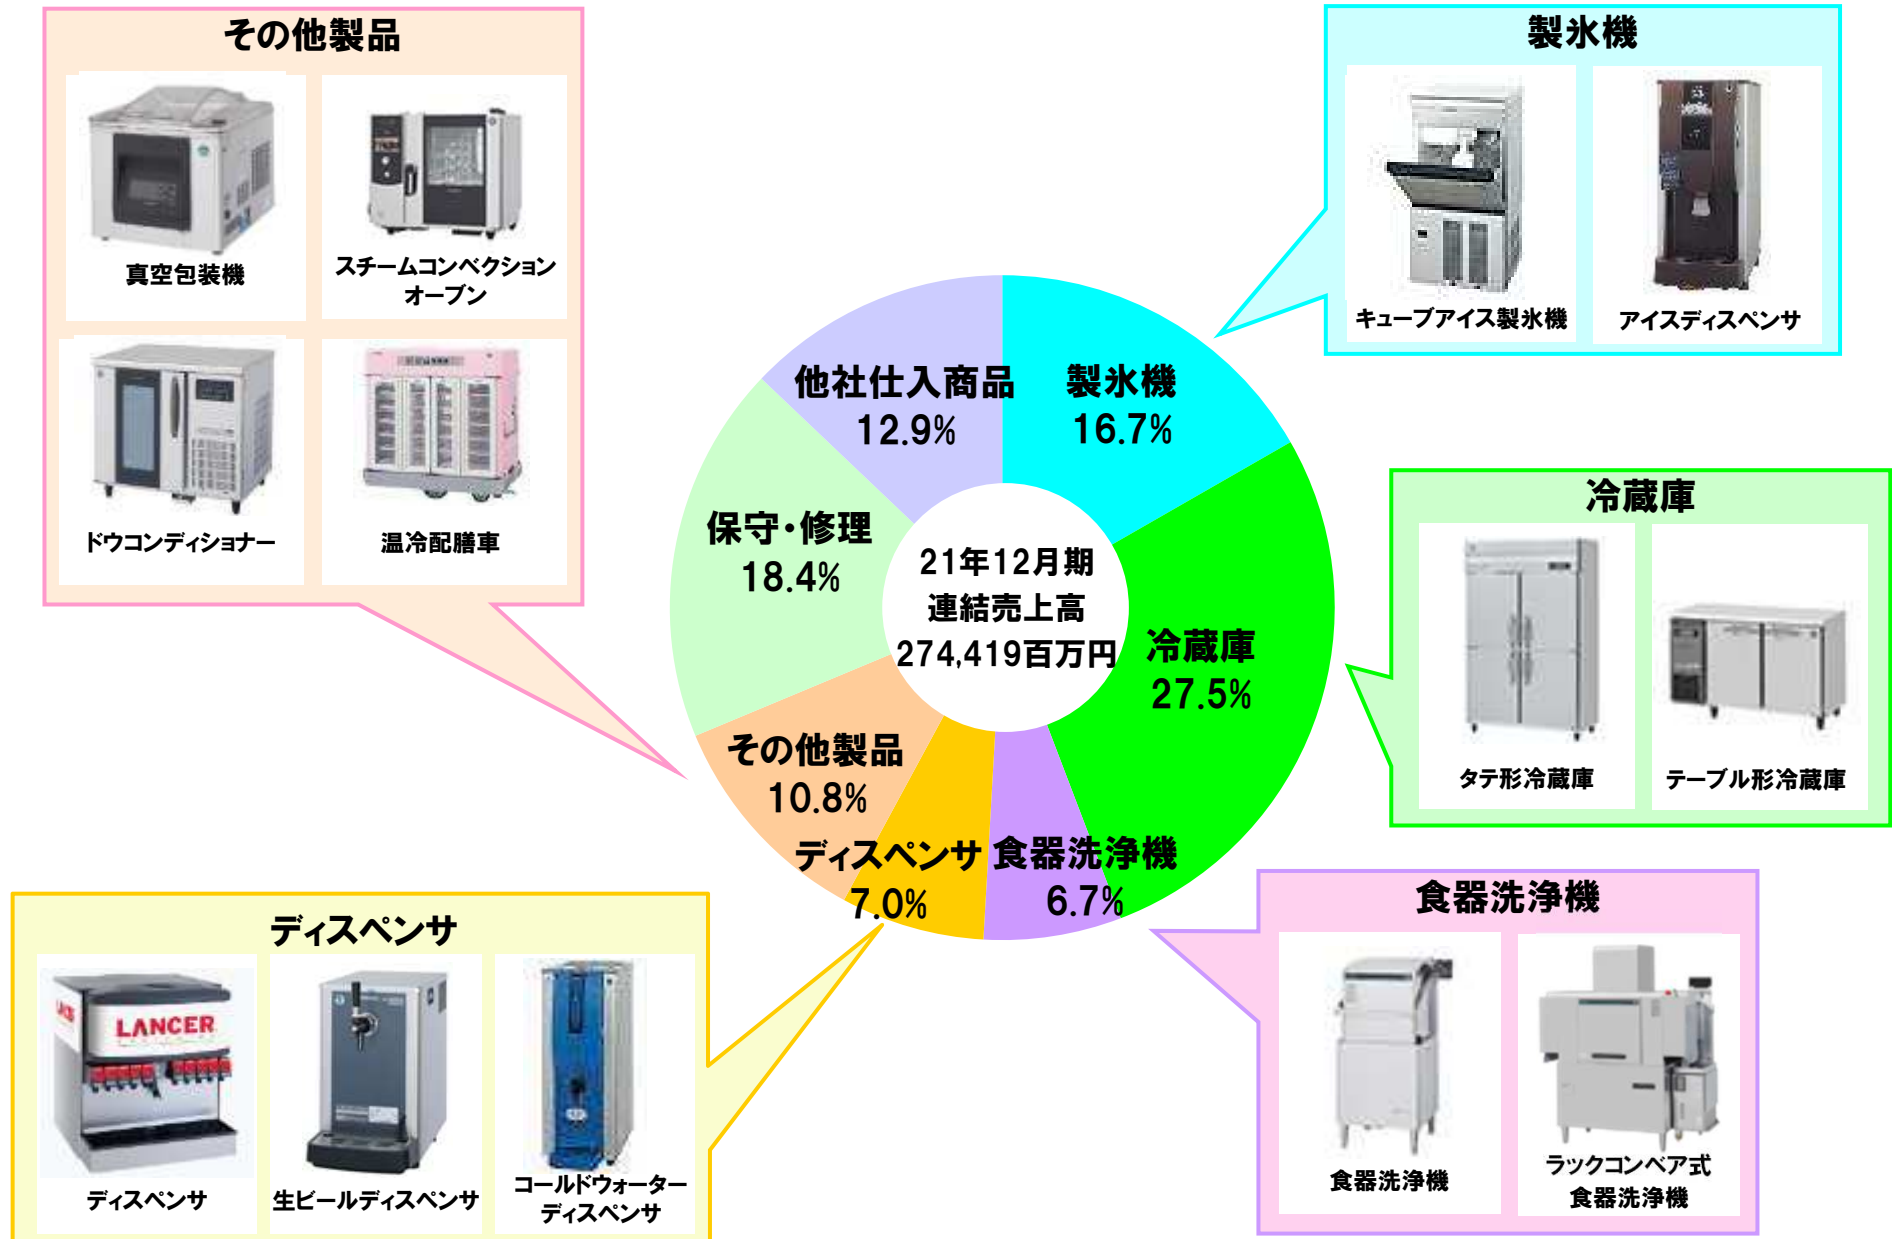 その他製品
真空包装機
スチームコンベクション
オーブン
ドウコンディショナー
温冷配膳車
製氷機
キューブアイス製氷機
アイスディスペンサ
他社仕入商品
12.9%
製氷機
16.7%
保守・修理
18.4%
21年12月期
連結売上高
274,419百万円
冷蔵庫
27.5%
その他製品
10.8%
ディスペンサ
7.0%
食器洗浄機
6.7%
冷蔵庫
タテ形冷蔵庫
テーブル形冷蔵庫
ディスペンサ
LANCER
ディスペンサ
生ビールディスペンサ
コールドウォーター
ディスペンサ
食器洗浄機
食器洗浄機
ラックコンベア式
食器洗浄機